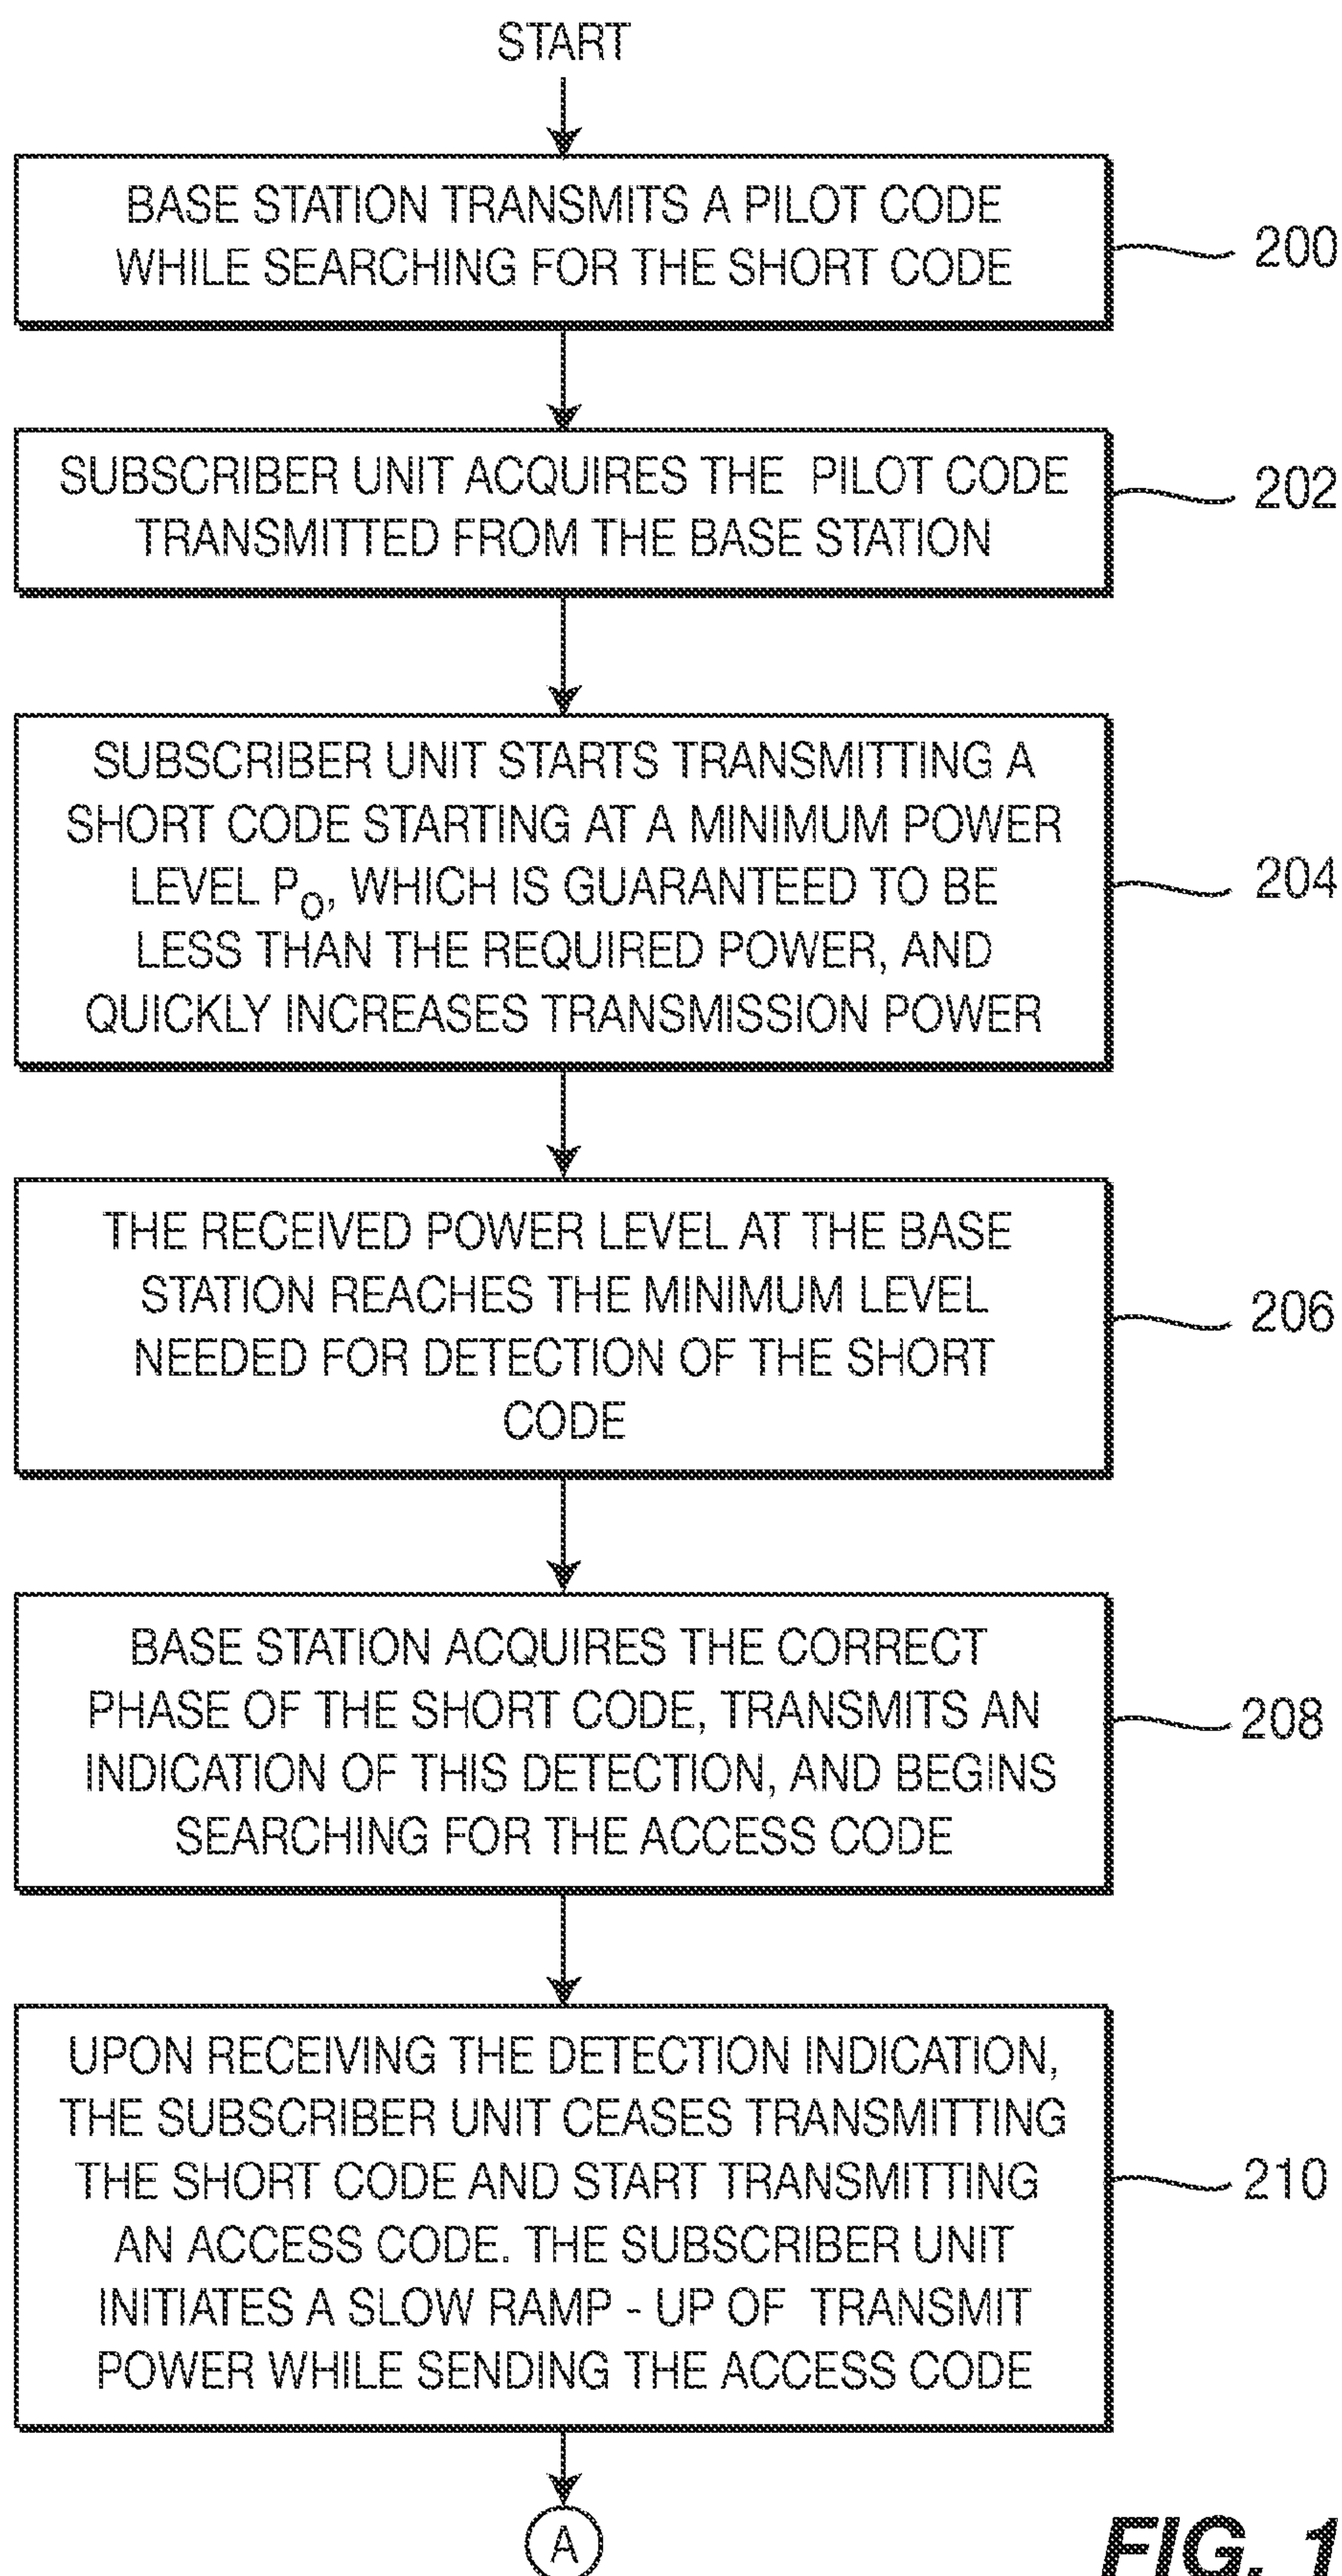 START
BASE STATION TRANSMITS A PILOT CODE
WHILE SEARCHING FOR THE SHORT CODE
200
SUBSCRIBER UNIT ACQUIRES THE PILOT CODE
TRANSMITTED FROM THE BASE STATION
202
SUBSCRIBER UNIT STARTS TRANSMITTING A
SHORT CODE STARTING AT A MINIMUM POWER
LEVEL P_O, WHICH IS GUARANTEED TO BE
LESS THAN THE REQUIRED POWER, AND
QUICKLY INCREASES TRANSMISSION POWER
204
THE RECEIVED POWER LEVEL AT THE BASE
STATION REACHES THE MINIMUM LEVEL
NEEDED FOR DETECTION OF THE SHORT
CODE
206
BASE STATION ACQUIRES THE CORRECT
PHASE OF THE SHORT CODE, TRANSMITS AN
INDICATION OF THIS DETECTION, AND BEGINS
SEARCHING FOR THE ACCESS CODE
208
UPON RECEIVING THE DETECTION INDICATION,
THE SUBSCRIBER UNIT CEASES TRANSMITTING
THE SHORT CODE AND START TRANSMITTING
AN ACCESS CODE. THE SUBSCRIBER UNIT
INITIATES A SLOW RAMP - UP OF TRANSMIT
POWER WHILE SENDING THE ACCESS CODE
210
A
FIG. 1